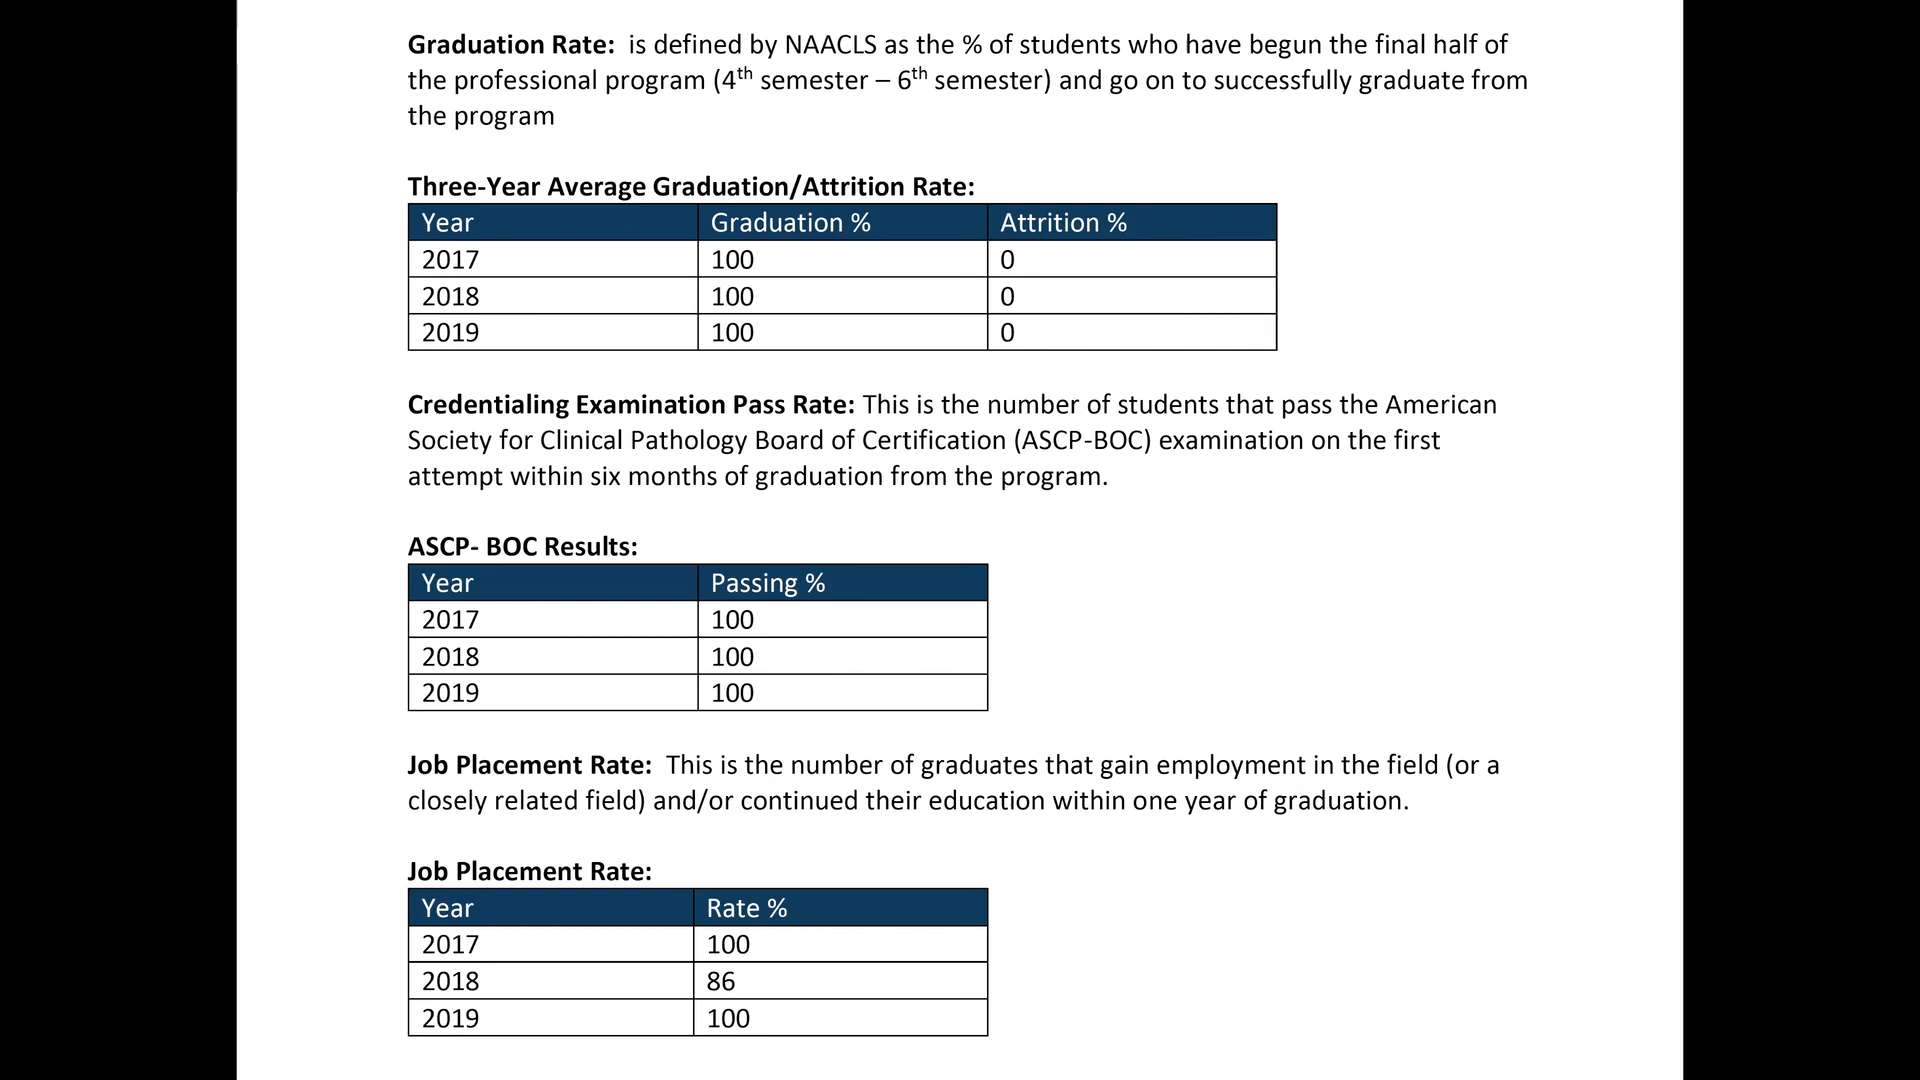 Graduation Rate:  is defined by NAACLS as the % of students who have begun the final half of
the professional program (4th semester – 6th semester) and go on to successfully graduate from
the program
Three-Year Average Graduation/Attrition Rate:
Year Graduation % Attrition %
2017 100 0
2018 100 0
2019 100 0
Credentialing Examination Pass Rate: This is the number of students that pass the American
Society for Clinical Pathology Board of Certification (ASCP-BOC) examination on the first
attempt within six months of graduation from the program.
ASCP- BOC Results:
Year Passing %
2017 100
2018 100
2019 100
Job Placement Rate:  This is the number of graduates that gain employment in the field (or a
closely related field) and/or continued their education within one year of graduation.
Job Placement Rate:
Year Rate %
2017 100
2018 86
2019 100